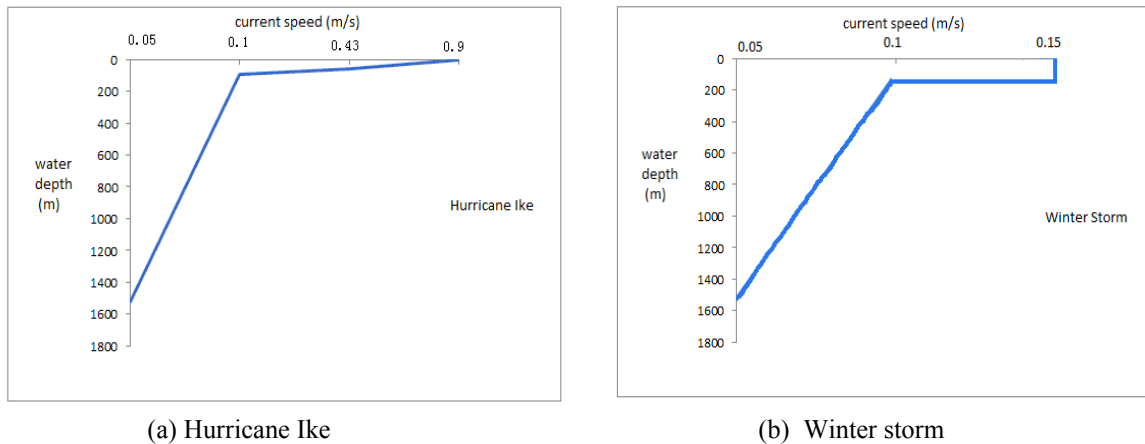 current speed (m/s)
0.05 0.1 0.43 0.9
0
200
400
600
800
1000
1200
1400
1600
1800
water
depth
(m)
Hurricane Ike
(a) Hurricane Ike
current speed (m/s)
0.05 0.1 0.15
0
200
400
600
800
1000
1200
1400
1600
1800
water
depth
(m)
Winter Storm
(b) Winter storm